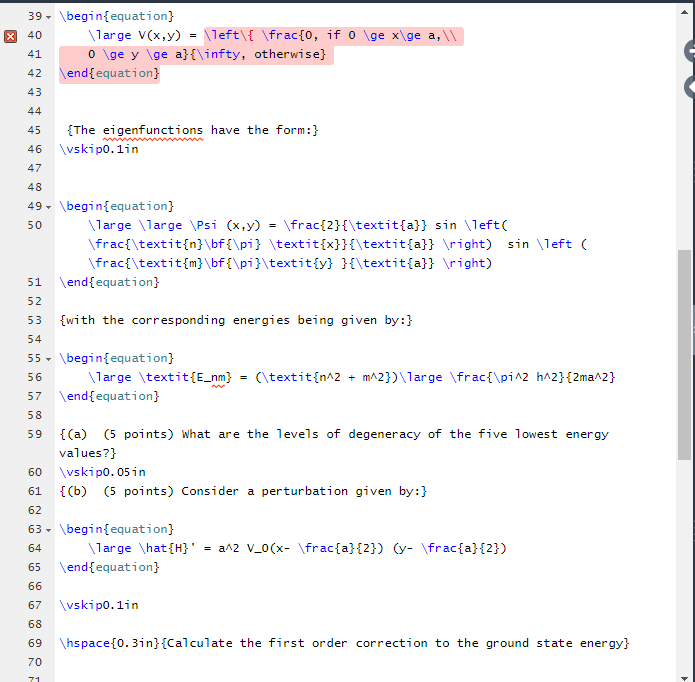 39 \begin{equation}
40 \large V(x,y) = \left\{ \frac{0, if 0 \ge x\ge a,\\
41 0 \ge y \ge a}{\infty, otherwise}
42 \end{equation}
43
44
45 {The eigenfunctions have the form:}
46 \vskip0.1in
47
48
49 \begin{equation}
50 \large \large \Psi (x,y) = \frac{2}{\textit{a}} sin \left(
\frac{\textit{n}\bf{\pi} \textit{x}}{\textit{a}} \right)  sin \left (
\frac{\textit{m}\bf{\pi}\textit{y} }{\textit{a}} \right)
51 \end{equation}
52
53 {with the corresponding energies being given by:}
54
55 \begin{equation}
56 \large \textit{E_nm} = (\textit{n^2 + m^2})\large \frac{\pi^2 h^2}{2ma^2}
57 \end{equation}
58
59 {(a)  (5 points) What are the levels of degeneracy of the five lowest energy
values?}
60 \vskip0.05in
61 {(b)  (5 points) Consider a perturbation given by:}
62
63 \begin{equation}
64 \large \hat{H}' = a^2 V_0(x- \frac{a}{2}) (y- \frac{a}{2})
65 \end{equation}
66
67 \vskip0.1in
68
69 \hspace{0.3in}{Calculate the first order correction to the ground state energy}
70
71